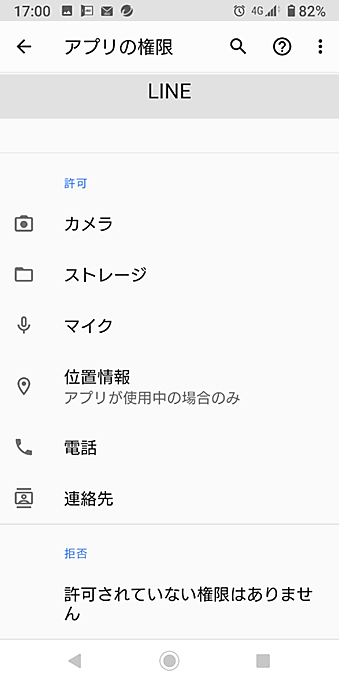 17:00 4G 82%
アプリの権限
LINE
許可
カメラ
ストレージ
マイク
位置情報
アプリが使用中の場合のみ
電話
連絡先
拒否
許可されていない権限はありませ
ん